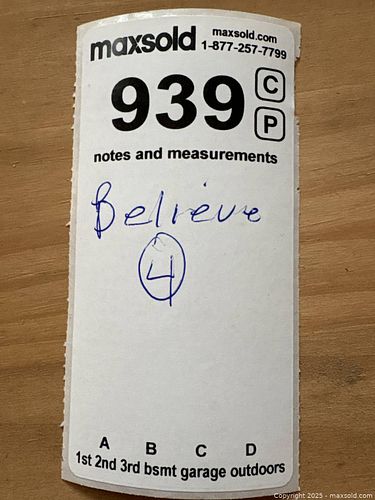 maxsold maxsold.com
1-877-257-7799
939 C
P
notes and measurements
Believe
4
A B C D
1st 2nd 3rd bsmt garage outdoors
Copyright 2025 - maxsold.com